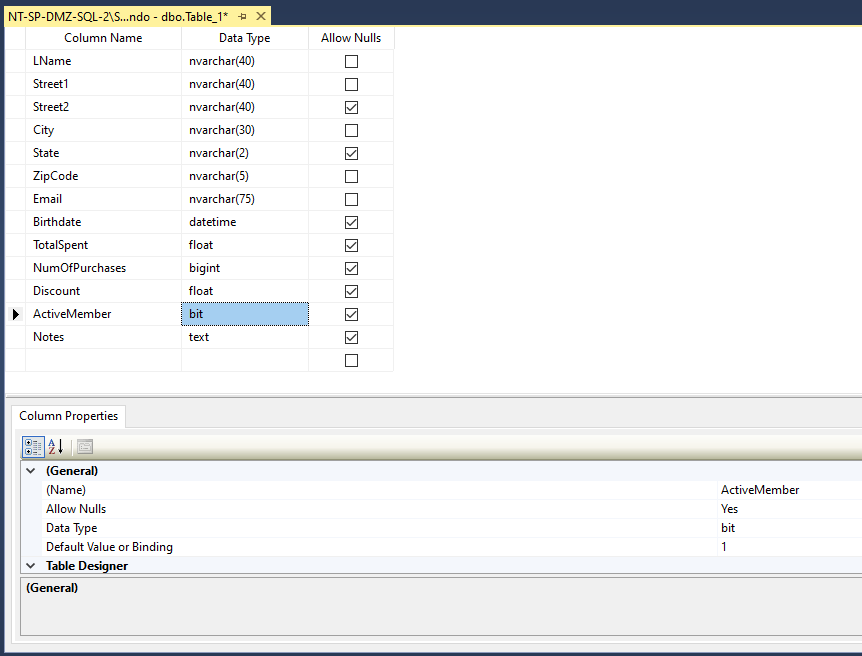 NT-SP-DMZ-SQL-2\S...ndo - dbo.Table_1*
Column Name Data Type Allow Nulls
LName nvarchar(40)
Street1 nvarchar(40)
Street2 nvarchar(40)
City nvarchar(30)
State nvarchar(2)
ZipCode nvarchar(5)
Email nvarchar(75)
Birthdate datetime
TotalSpent float
NumOfPurchases bigint
Discount float
ActiveMember bit
Notes text
Column Properties
(General)
(Name) ActiveMember
Allow Nulls Yes
Data Type bit
Default Value or Binding 1
Table Designer
(General)